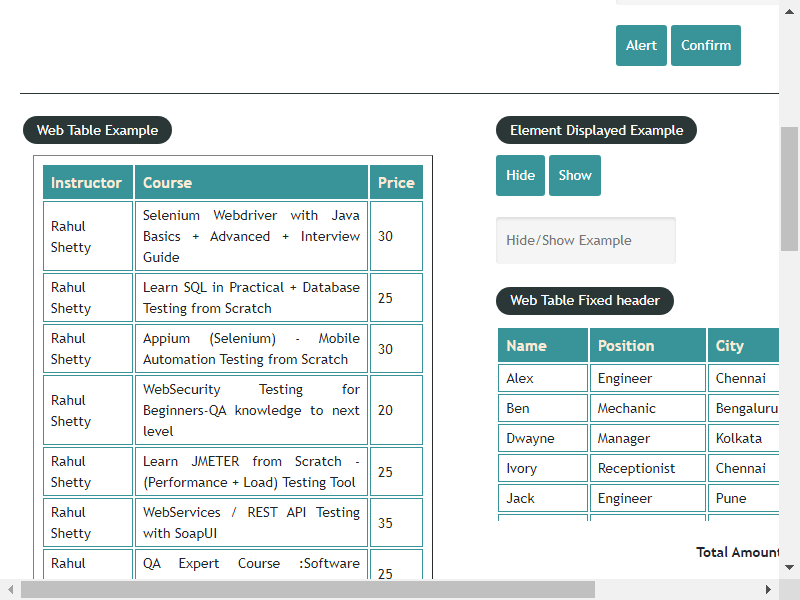 Alert Confirm
Web Table Example
Instructor Course Price
Rahul Shetty
Selenium Webdriver with Java
Basics + Advanced + Interview
Guide
30
Rahul Shetty
Learn SQL in Practical + Database
Testing from Scratch
25
Rahul Shetty
Appium (Selenium) - Mobile
Automation Testing from Scratch
30
Rahul Shetty
WebSecurity Testing for
Beginners-QA knowledge to next
level
20
Rahul Shetty
Learn JMETER from Scratch -
(Performance + Load) Testing Tool
25
Rahul Shetty
WebServices / REST API Testing
with SoapUI
35
Rahul
QA Expert Course :Software
25
Element Displayed Example
Hide Show
Hide/Show Example
Web Table Fixed header
Name Position City
Alex Engineer Chennai
Ben Mechanic Bengaluru
Dwayne Manager Kolkata
Ivory Receptionist Chennai
Jack Engineer Pune
Total Amount